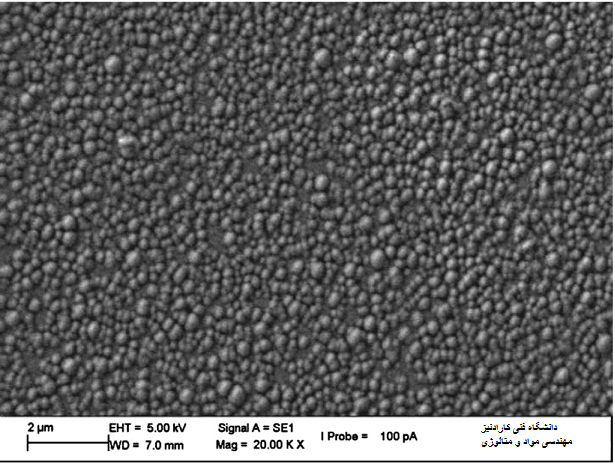 2 µm
EHT = 5.00 kV
Signal A = SE1
WD = 7.0 mm
Mag = 20.00 K X
I Probe = 100 pA
دانشگاه فنی کارادنیز
مهندسی مواد و متالوژی